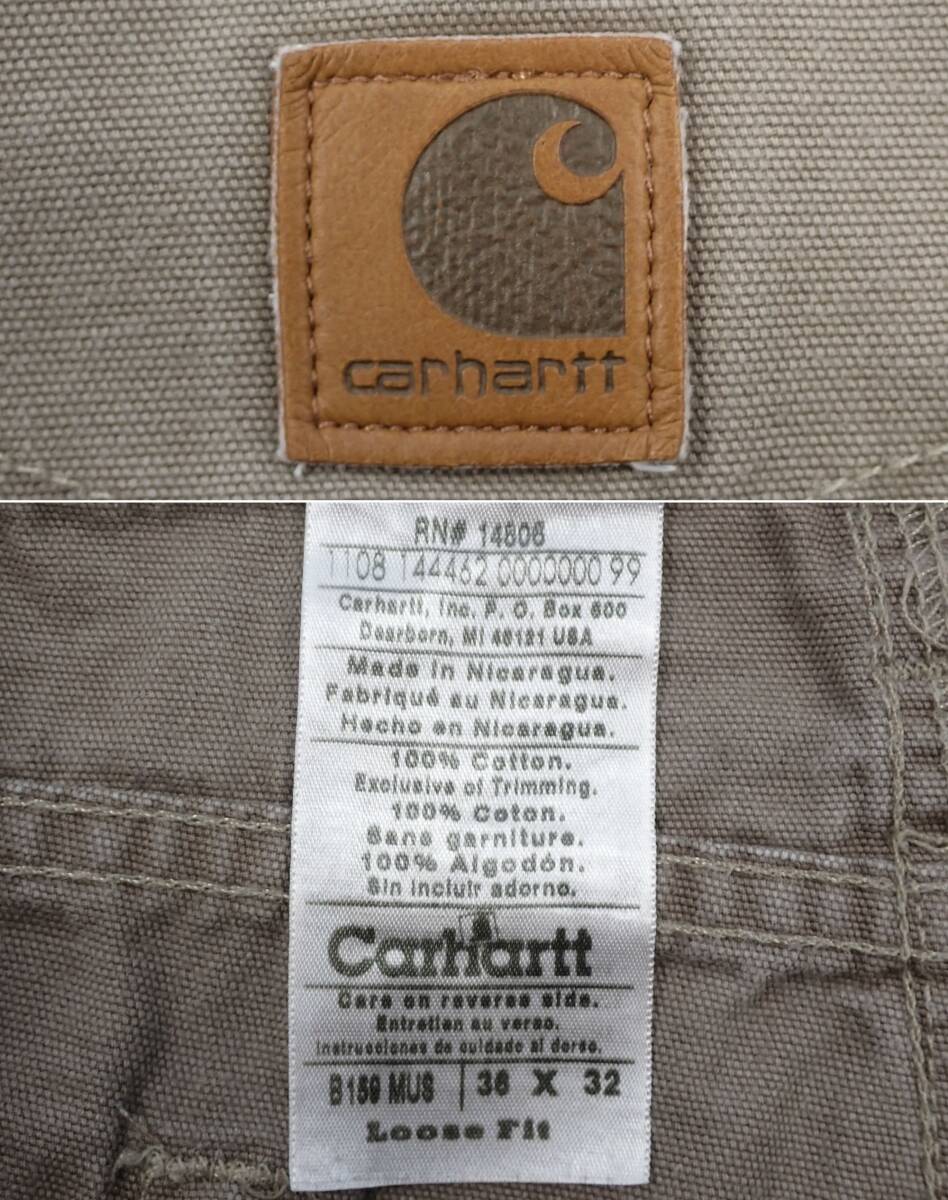 carhartt
RN# 14806
1108 144462 0000000 99
Carhartt, Inc. P. O. Box 600
Dearborn, MI 48121 USA
Made in Nicaragua.
Fabriqué au Nicaragua.
Hecho en Nicaragua.
100% Cotton.
Exclusive of Trimming.
100% Coton.
Sans garniture.
100% Algodón.
Sin incluir adorno.
Carhartt
Care on reverse side.
Entretien au verso.
Instrucciones de cuidado al dorso.
B159 MUS 36 X 32
Loose Fit